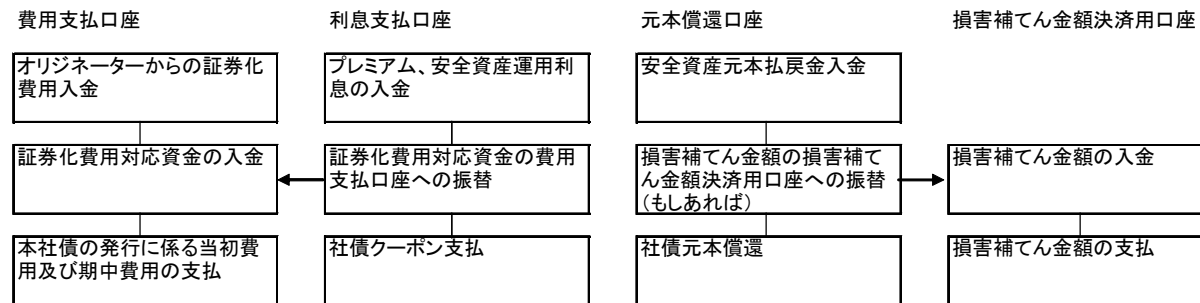 費用支払口座
利息支払口座
元本償還口座
損害補てん金額決済用口座
オリジネーターからの証券化
費用入金
プレミアム、安全資産運用利
息の入金
安全資産元本払戻金入金
証券化費用対応資金の入金
証券化費用対応資金の費用
支払口座への振替
損害補てん金額の損害補て
ん金額決済用口座への振替
（もしあれば）
損害補てん金額の入金
本社債の発行に係る当初費
用及び期中費用の支払
社債クーポン支払
社債元本償還
損害補てん金額の支払